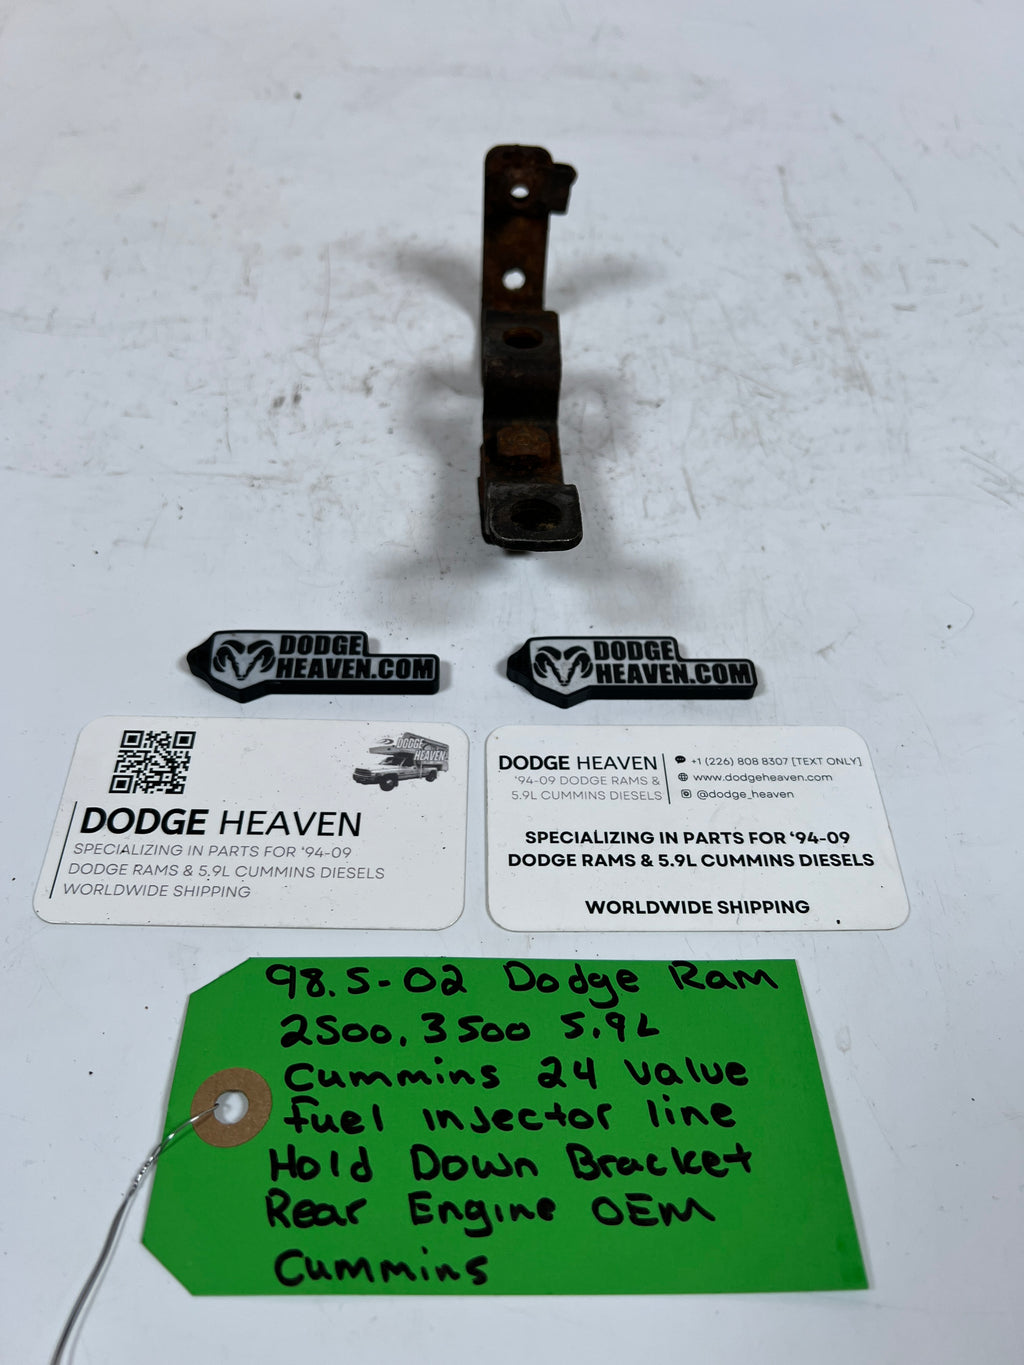 DODGE
HEAVEN.COM
DODGE
HEAVEN.COM
DODGE
HEAVEN
DODGE HEAVEN
SPECIALIZING IN PARTS FOR '94-09
DODGE RAMS & 5.9L CUMMINS DIESELS
WORLDWIDE SHIPPING
DODGE HEAVEN
'94-09 DODGE RAMS &
5.9L CUMMINS DIESELS
+1 (226) 808 8307 [TEXT ONLY]
www.dodgeheaven.com
@dodge_heaven
SPECIALIZING IN PARTS FOR '94-09
DODGE RAMS & 5.9L CUMMINS DIESELS
WORLDWIDE SHIPPING
98.5-02 Dodge Ram
2500, 3500 5.9L
Cummins 24 Valve
Fuel Injector line
Hold Down Bracket
Rear Engine OEM
Cummins